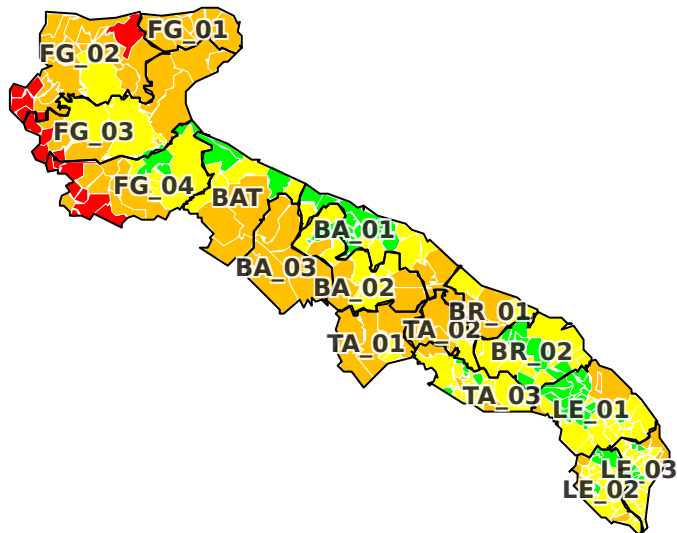 FG_01
FG_02
FG_03
FG_04
BAT
BA_01
BA_03
BA_02
BR_01
TA_02
TA_01
BR_02
TA_03
LE_01
LE_03
LE_02